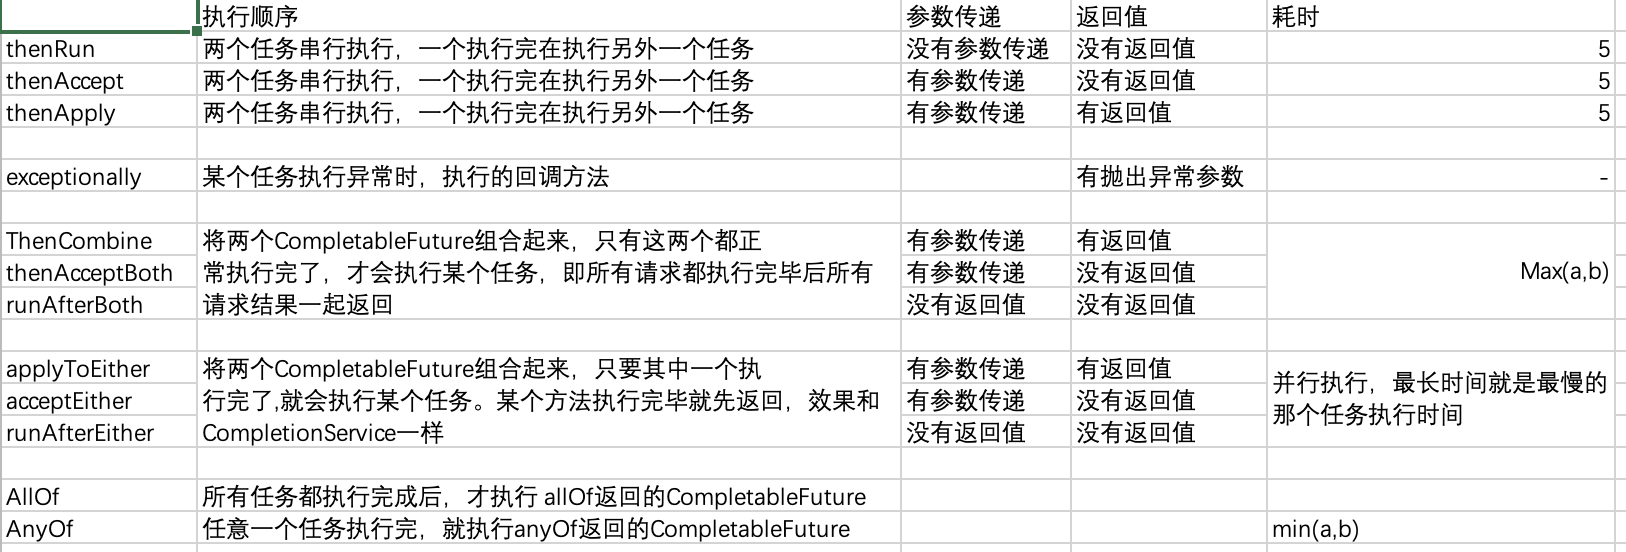 执行顺序 参数传递 返回值 耗时
thenRun 两个任务串行执行，一个执行完在执行另外一个任务 没有参数传递 没有返回值 5
thenAccept 两个任务串行执行，一个执行完在执行另外一个任务 有参数传递 没有返回值 5
thenApply 两个任务串行执行，一个执行完在执行另外一个任务 有参数传递 有返回值 5
exceptionally 某个任务执行异常时，执行的回调方法 有抛出异常参数 -
ThenCombine 将两个CompletableFuture组合起来，只有这两个都正 有参数传递 有返回值
thenAcceptBoth 常执行完了，才会执行某个任务，即所有请求都执行完毕后所有 有参数传递 没有返回值 Max(a,b)
runAfterBoth 请求结果一起返回 没有返回值 没有返回值
applyToEither 将两个CompletableFuture组合起来，只要其中一个执 有参数传递 有返回值 并行执行，最长时间就是最慢的
acceptEither 行完了,就会执行某个任务。某个方法执行完毕就先返回，效果和 有参数传递 没有返回值 那个任务执行时间
runAfterEither CompletionService一样 没有返回值 没有返回值
AllOf 所有任务都执行完成后，才执行 allOf返回的CompletableFuture
AnyOf 任意一个任务执行完，就执行anyOf返回的CompletableFuture min(a,b)